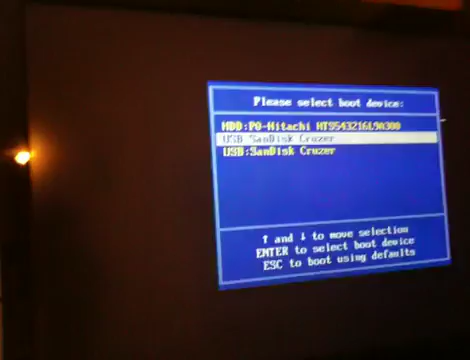 Please select boot device:
HDD:P0-Hitachi HTS543216L9A300
USB:SanDisk Cruzer
USB:SanDisk Cruzer
↑ and ↓ to move selection
ENTER to select boot device
ESC to boot using defaults